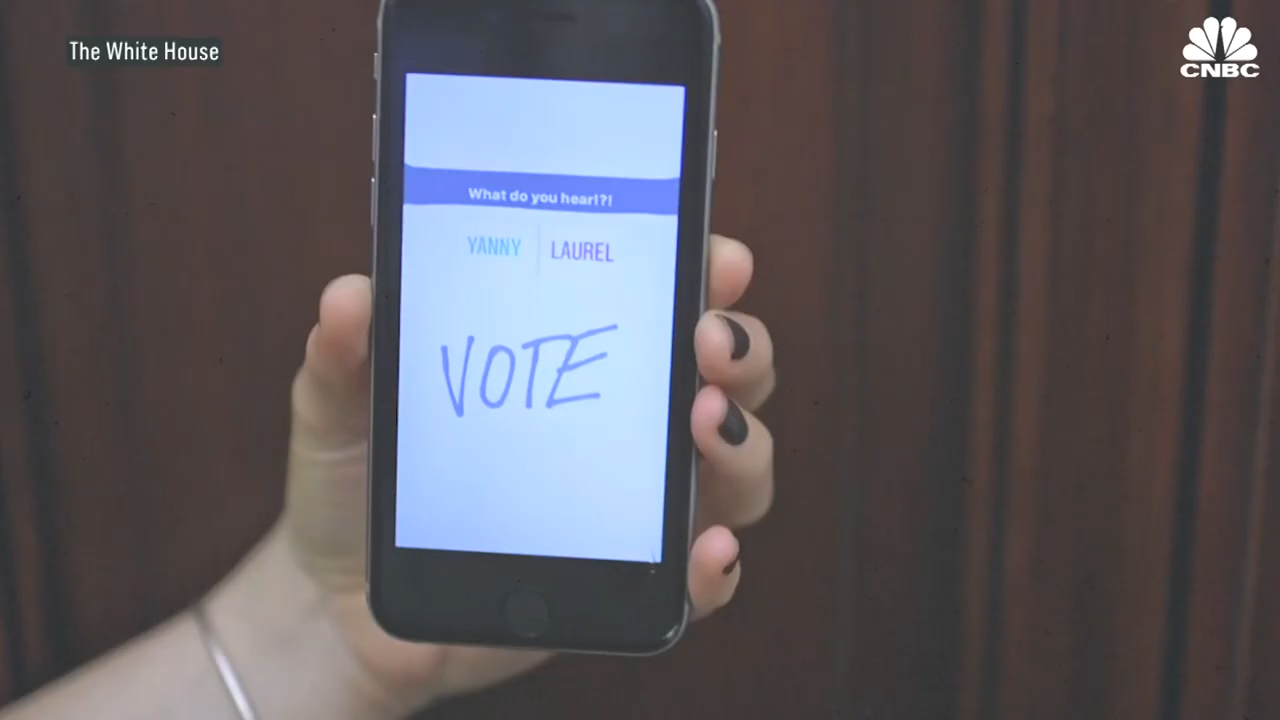 The White House
CNBC
What do you hear!?!
YANNY LAUREL
VOTE